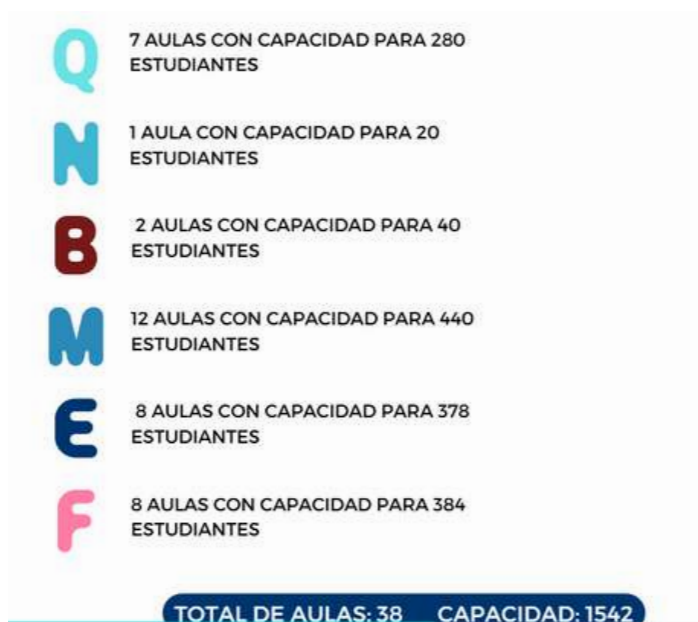 Q
7 AULAS CON CAPACIDAD PARA 280
ESTUDIANTES
N
1 AULA CON CAPACIDAD PARA 20
ESTUDIANTES
B
2 AULAS CON CAPACIDAD PARA 40
ESTUDIANTES
M
12 AULAS CON CAPACIDAD PARA 440
ESTUDIANTES
E
8 AULAS CON CAPACIDAD PARA 378
ESTUDIANTES
F
8 AULAS CON CAPACIDAD PARA 384
ESTUDIANTES
TOTAL DE AULAS: 38 CAPACIDAD: 1542